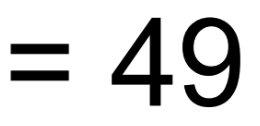 = 49